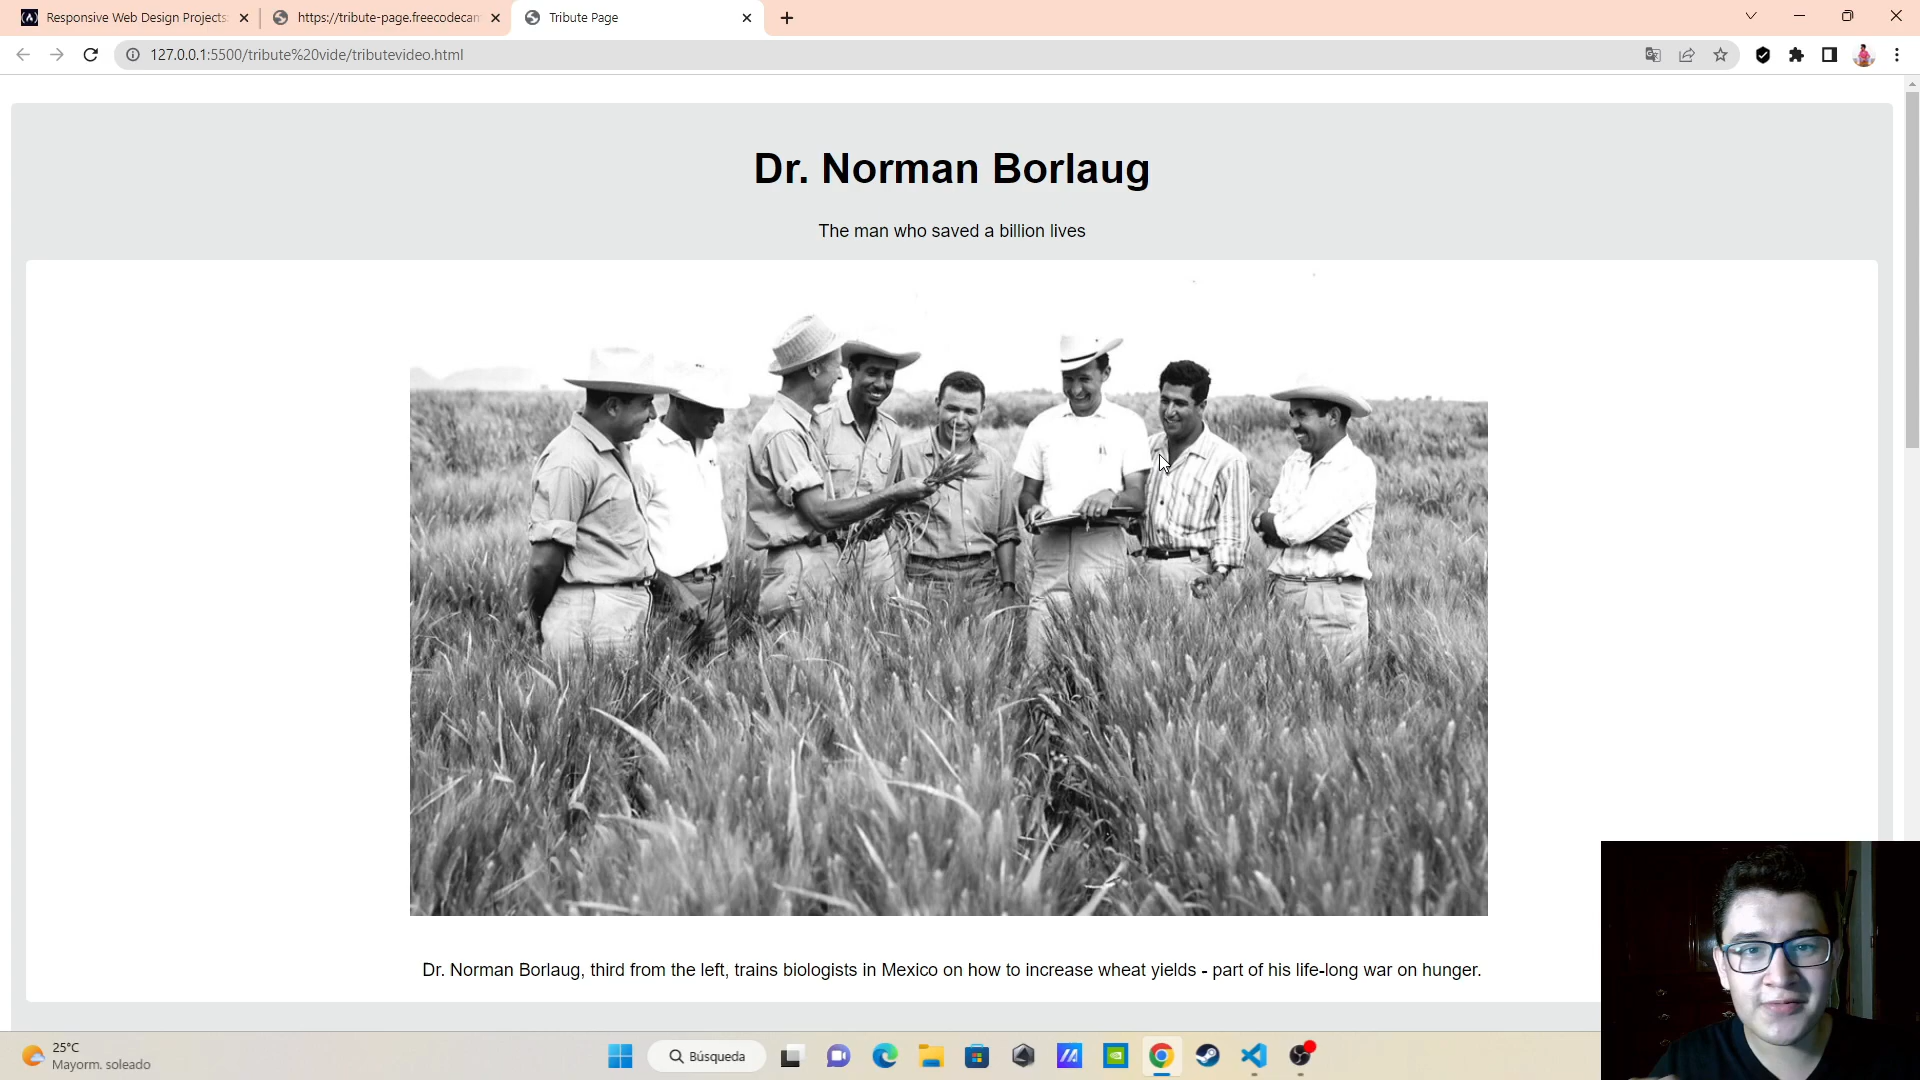 Responsive Web Design Projects:
https://tribute-page.freecodecam
Tribute Page
127.0.0.1:5500/tribute%20vide/tributevideo.html
Dr. Norman Borlaug
The man who saved a billion lives
Dr. Norman Borlaug, third from the left, trains biologists in Mexico on how to increase wheat yields - part of his life-long war on hunger.
25°C
Mayorm. soleado
Búsqueda